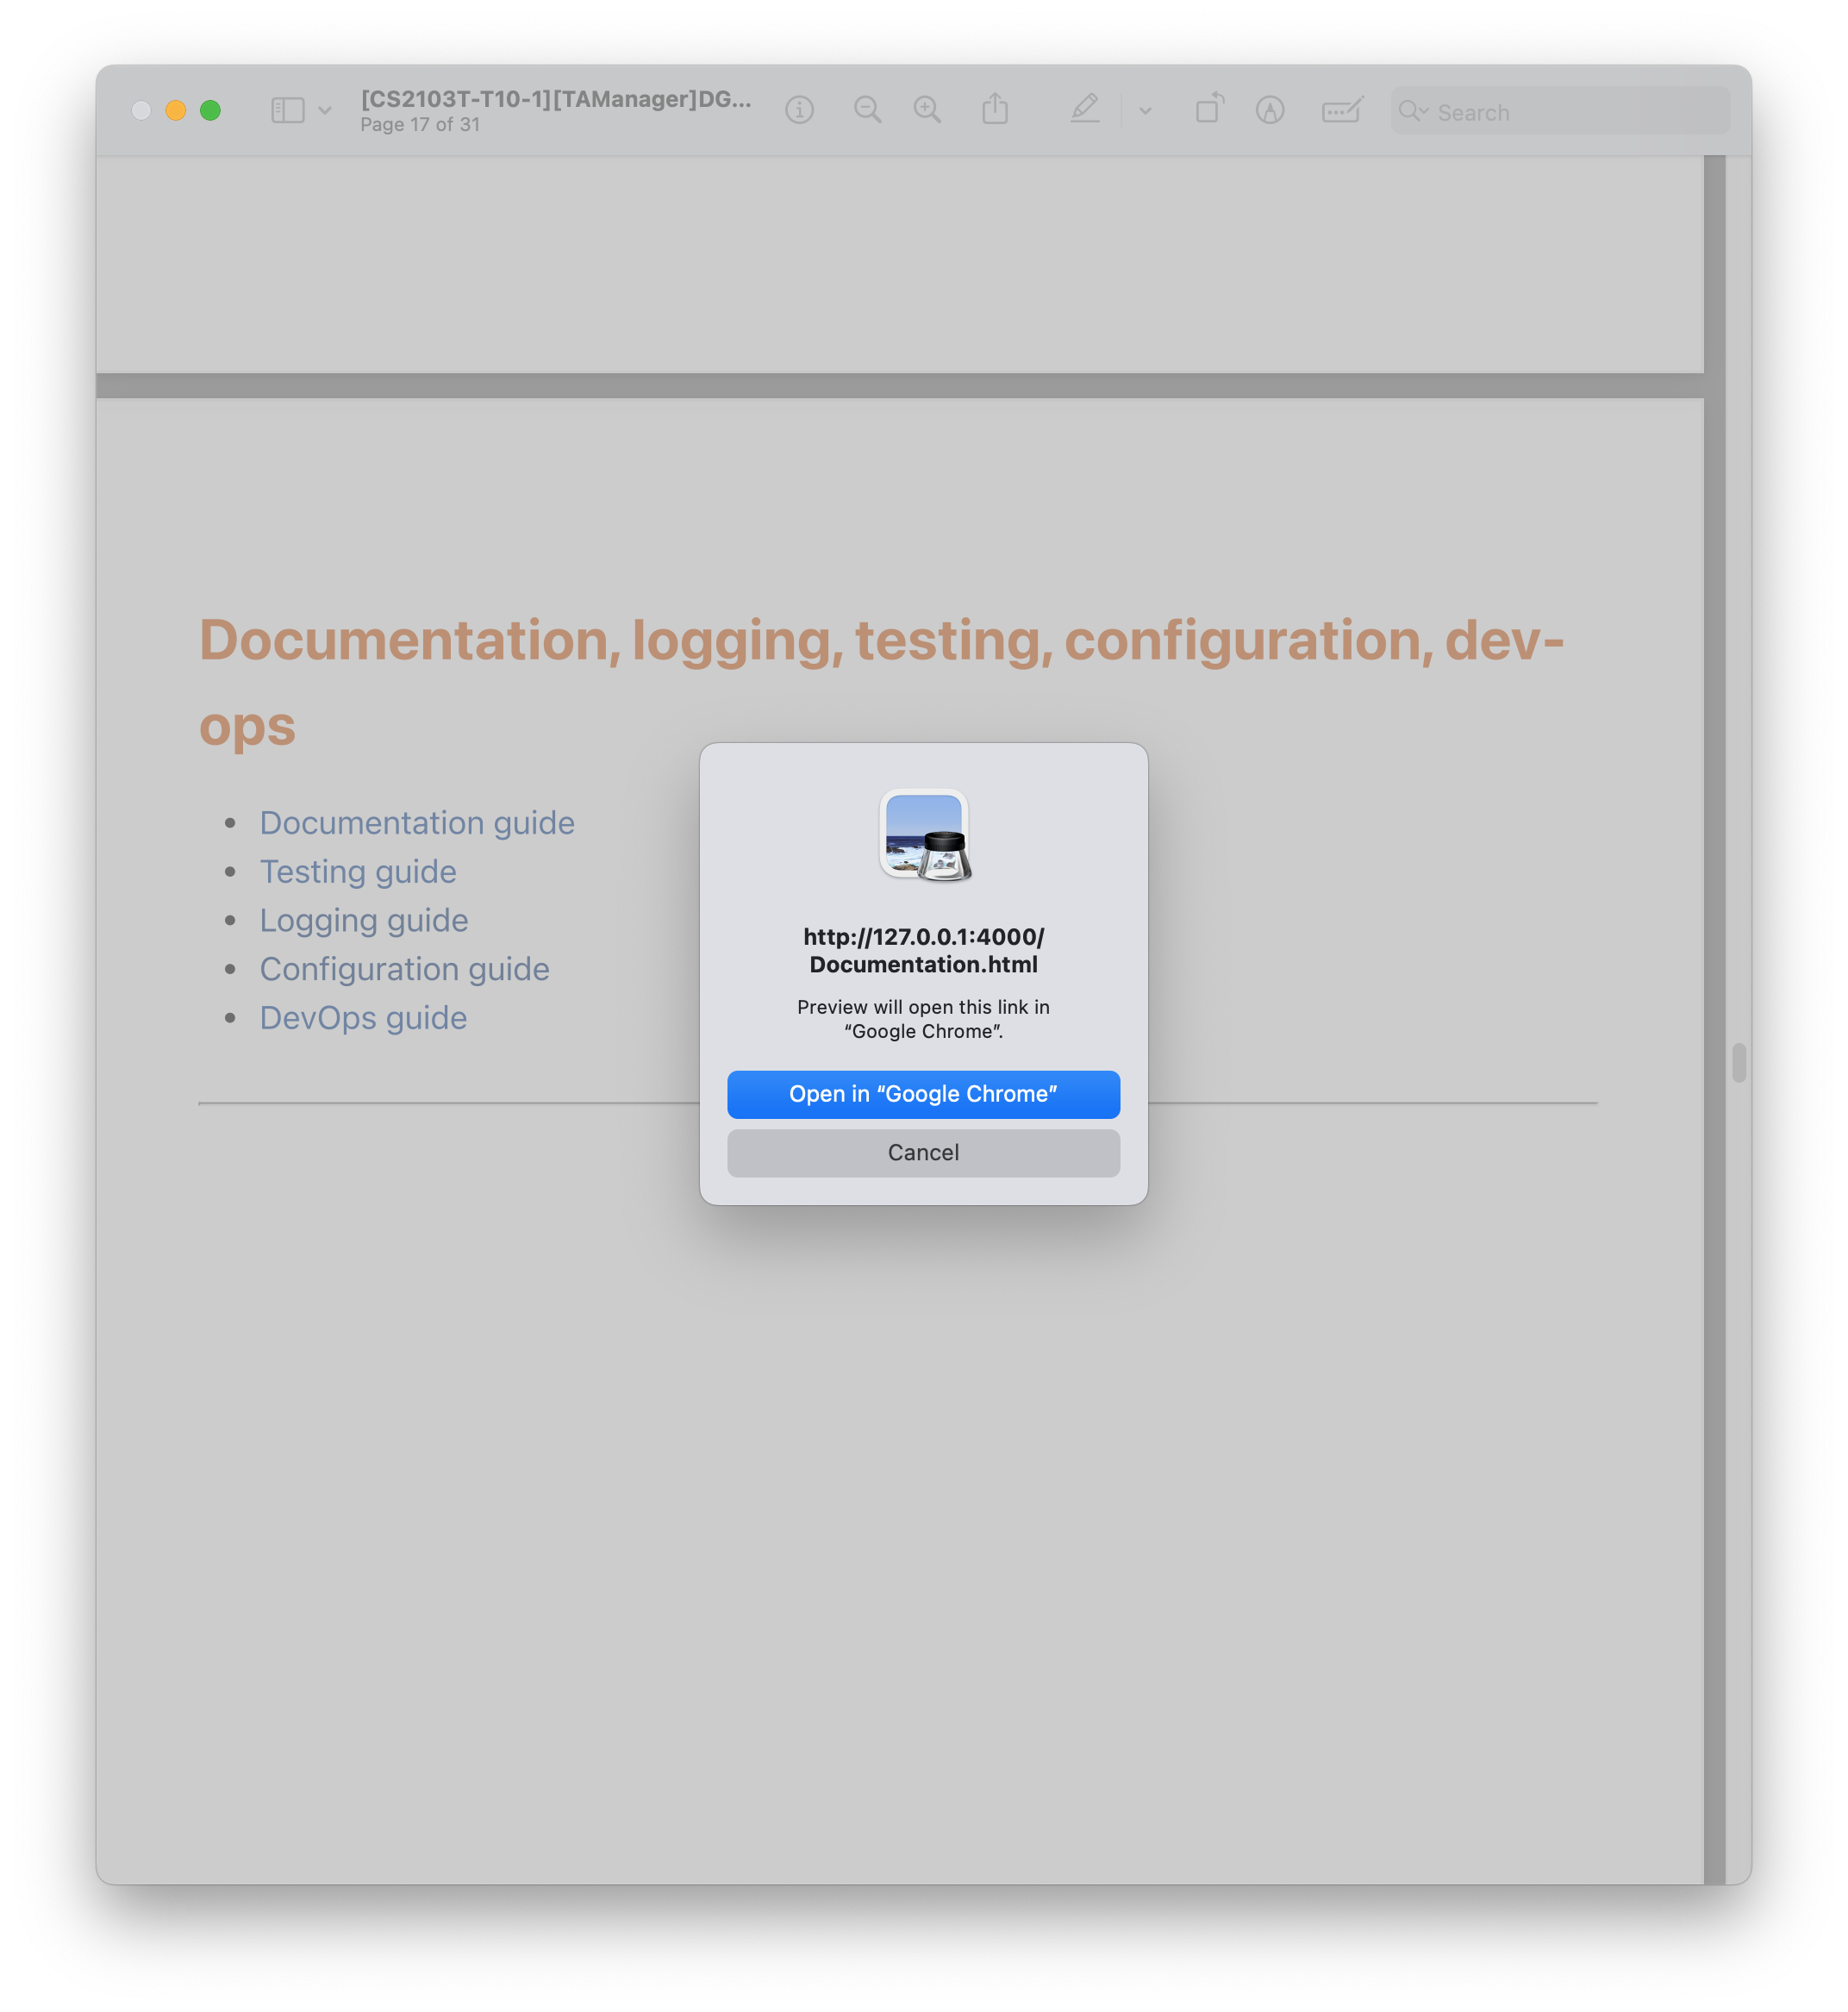 [CS2103T-T10-1][TAManager]DG...
Page 17 of 31
Search
Documentation, logging, testing, configuration, dev-
ops
• Documentation guide
• Testing guide
• Logging guide
• Configuration guide
• DevOps guide
http://127.0.0.1:4000/
Documentation.html
Preview will open this link in
“Google Chrome”.
Open in “Google Chrome”
Cancel